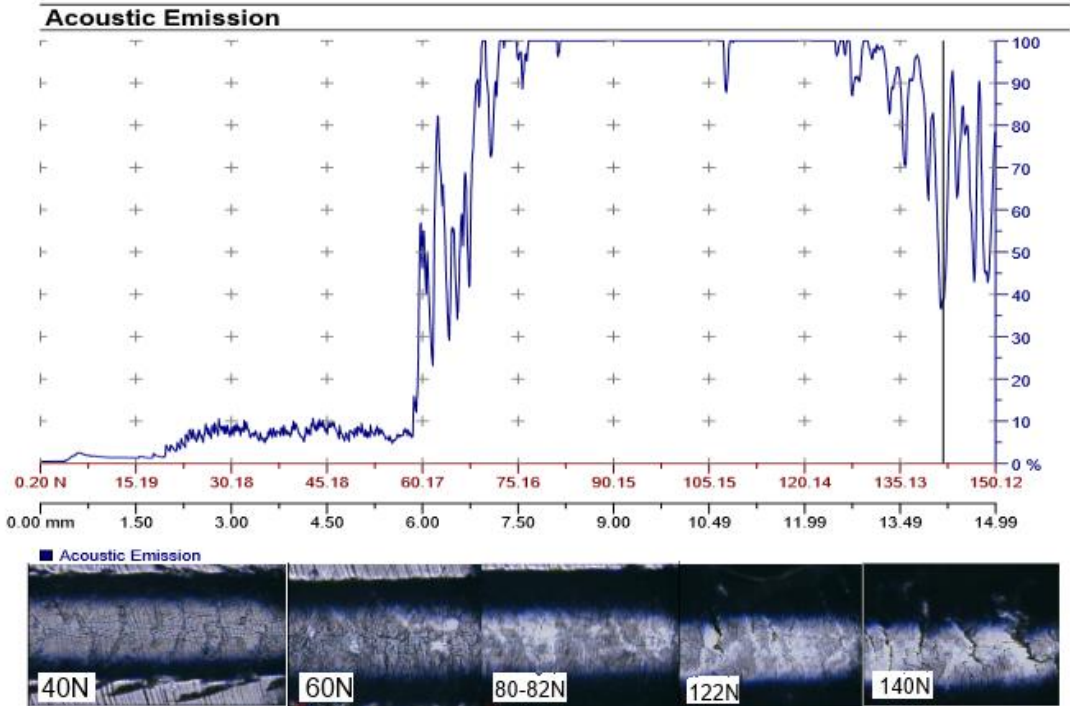 Acoustic Emission
100
90
80
70
60
50
40
30
20
10
0 %
0.20 N 15.19 30.18 45.18 60.17 75.16 90.15 105.15 120.14 135.13 150.12
0.00 mm 1.50 3.00 4.50 6.00 7.50 9.00 10.49 11.99 13.49 14.99
Acoustic Emission
40N 60N 80-82N 122N 140N